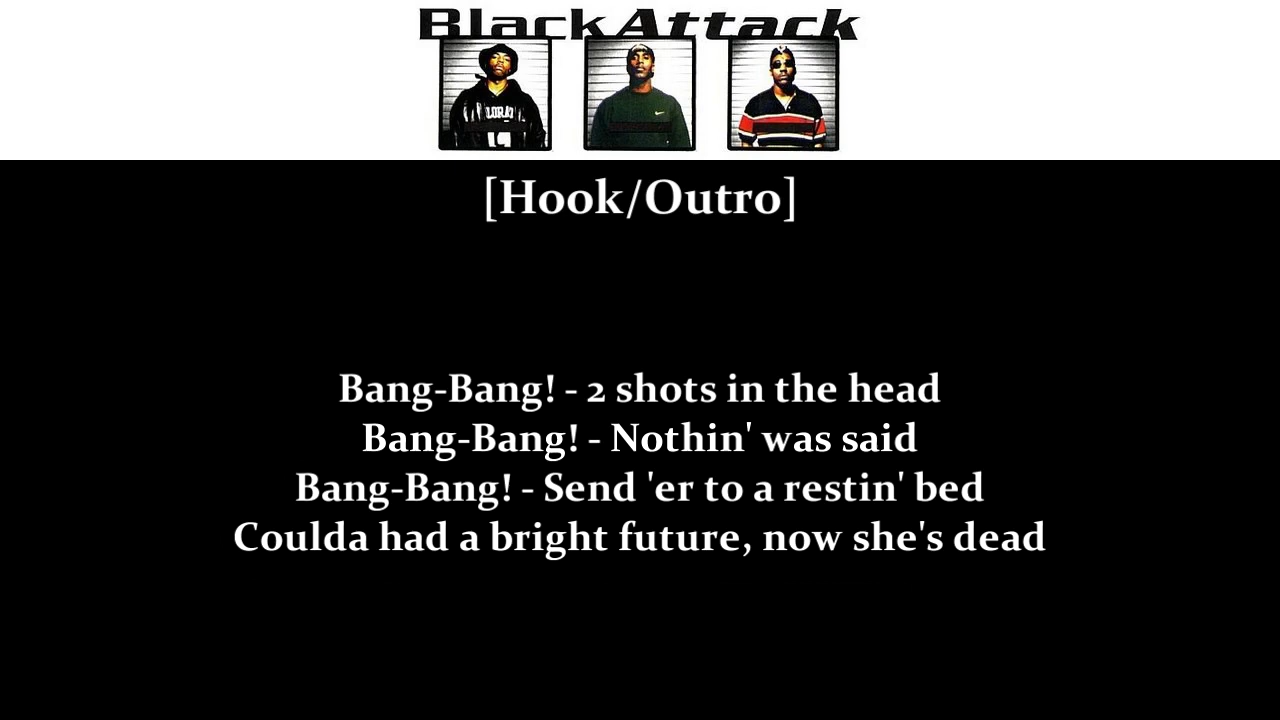 BlackAttack
[Hook/Outro]
Bang-Bang! - 2 shots in the head
Bang-Bang! - Nothin' was said
Bang-Bang! - Send 'er to a restin' bed
Coulda had a bright future, now she's dead